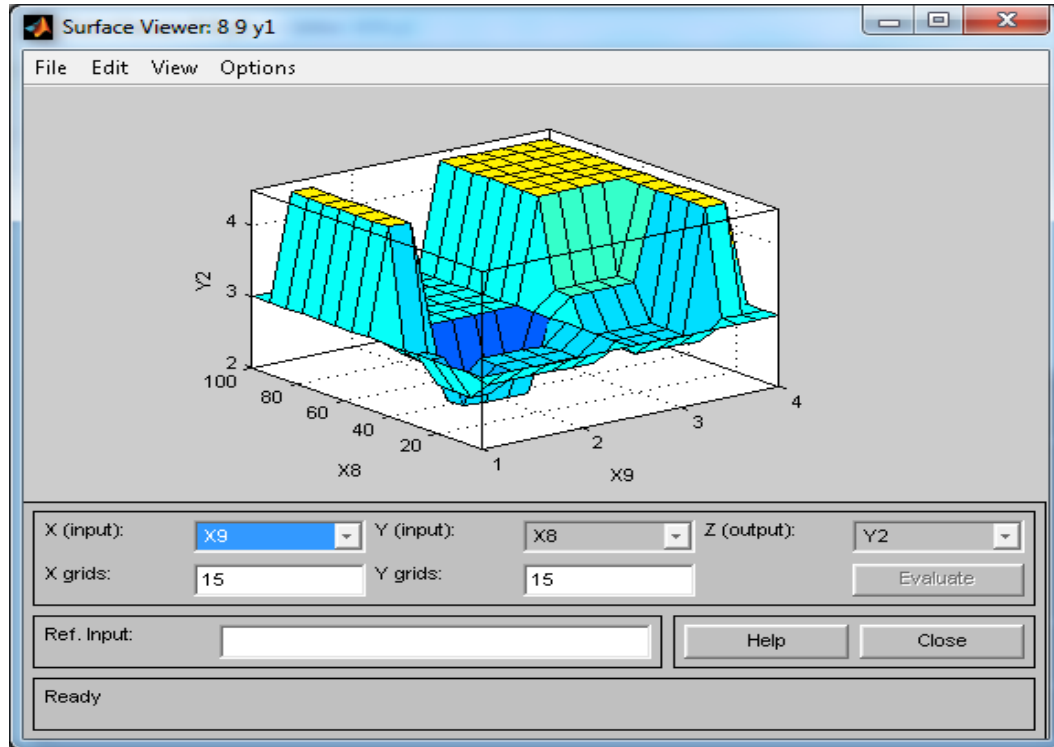 Surface Viewer: 8 9 y1
File Edit View Options
4
3
2
Y2
100
80
60
40
20
X8
1
2
3
4
X9
X (input): X9 Y (input): X8 Z (output): Y2
X grids: 15 Y grids: 15 Evaluate
Ref. Input: Help Close
Ready